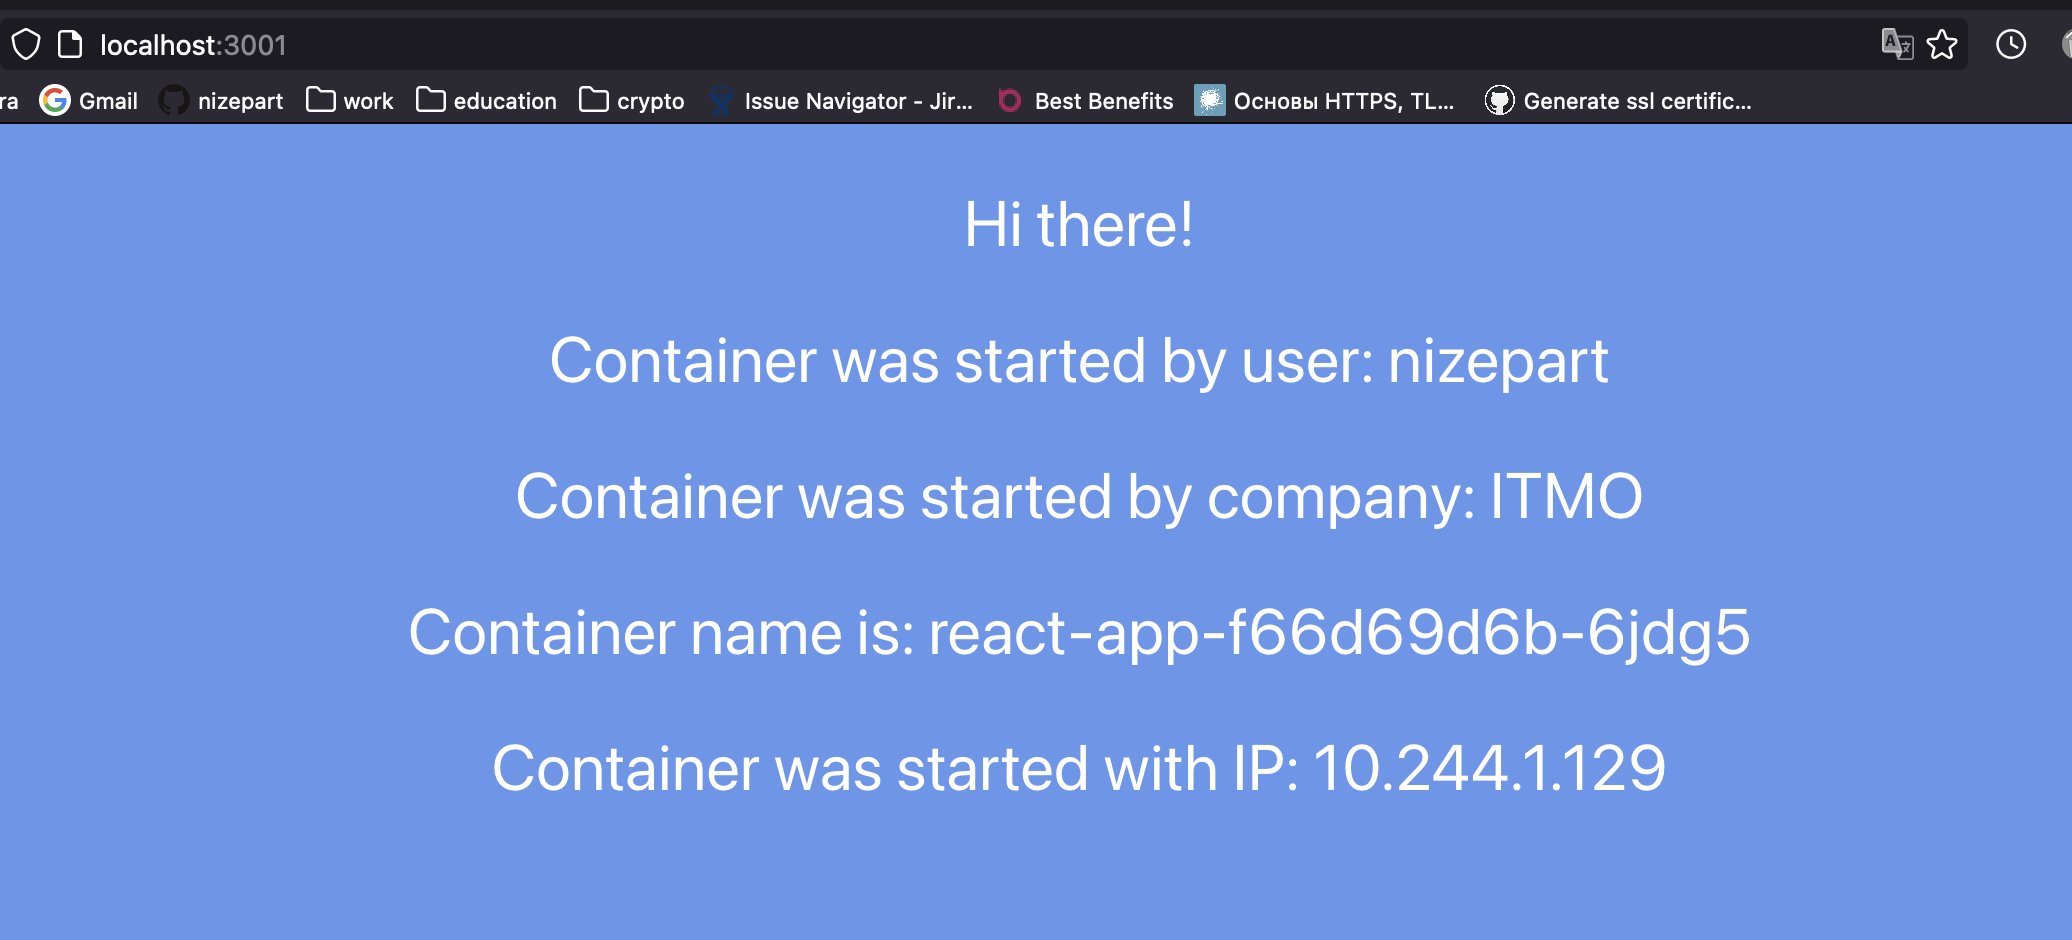 localhost:3001
ra Gmail nizepart work education crypto Issue Navigator - Jir... Best Benefits Основы HTTPS, TL... Generate ssl certific...
Hi there!
Container was started by user: nizepart
Container was started by company: ITMO
Container name is: react-app-f66d69d6b-6jdg5
Container was started with IP: 10.244.1.129